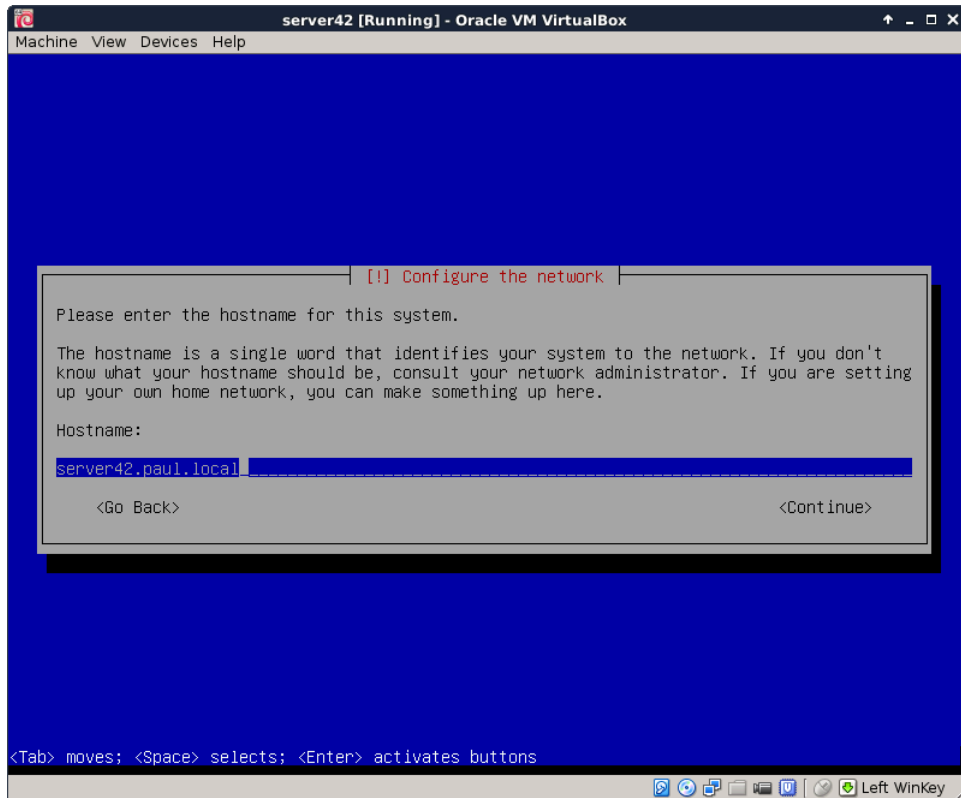 server42 [Running] - Oracle VM VirtualBox
Machine View Devices Help
[!] Configure the network
Please enter the hostname for this system.
The hostname is a single word that identifies your system to the network. If you don't
know what your hostname should be, consult your network administrator. If you are setting
up your own home network, you can make something up here.
Hostname:
server42.paul.local
<Go Back> <Continue>
<Tab> moves; <Space> selects; <Enter> activates buttons
Left WinKey